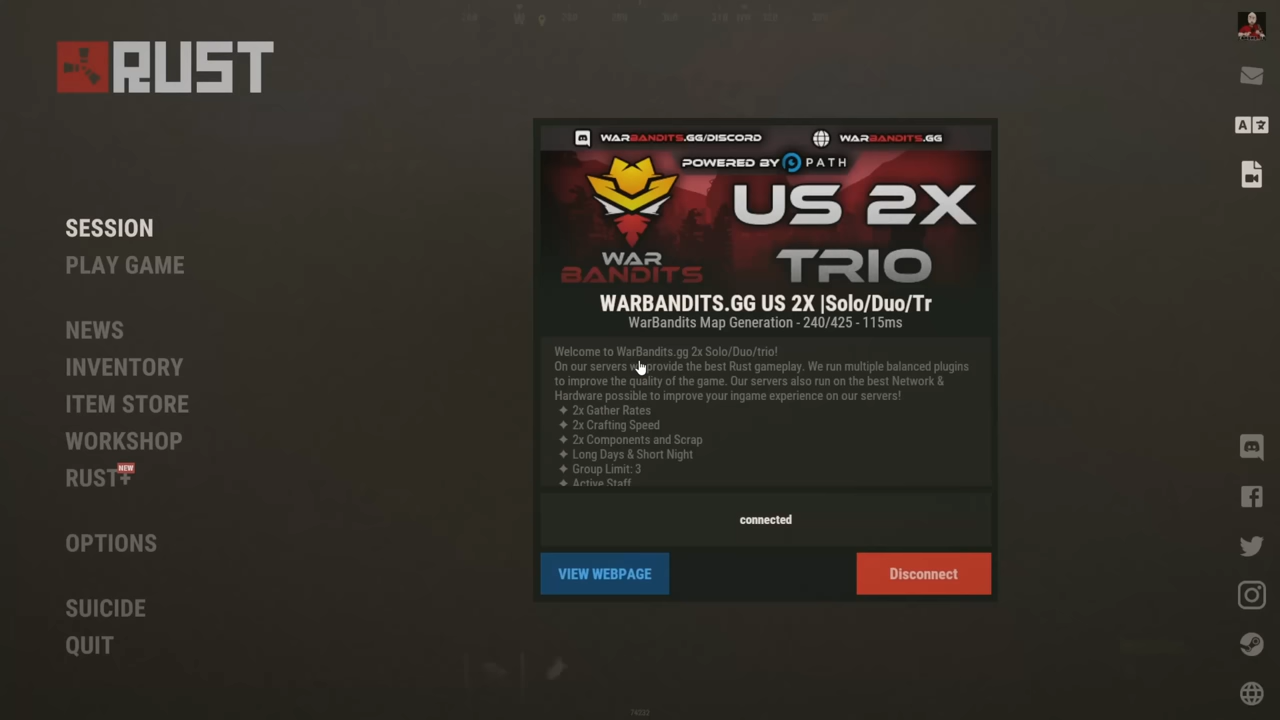 RUST
SESSION
PLAY GAME
NEWS
INVENTORY
ITEM STORE
WORKSHOP
RUST+
NEW
OPTIONS
SUICIDE
QUIT
WARBANDITS.GG/DISCORD
WARBANDITS.GG
POWERED BY PATH
US 2X
TRIO
WAR
BANDITS
WARBANDITS.GG US 2X |Solo/Duo/Tr
WarBandits Map Generation - 240/425 - 115ms
Welcome to WarBandits.gg 2x Solo/Duo/trio!
On our servers we provide the best Rust gameplay. We run multiple balanced plugins
to improve the quality of the game. Our servers also run on the best Network &
Hardware possible to improve your ingame experience on our servers!
✦ 2x Gather Rates
✦ 2x Crafting Speed
✦ 2x Components and Scrap
✦ Long Days & Short Night
✦ Group Limit: 3
✦ Active Staff
connected
VIEW WEBPAGE
Disconnect
A